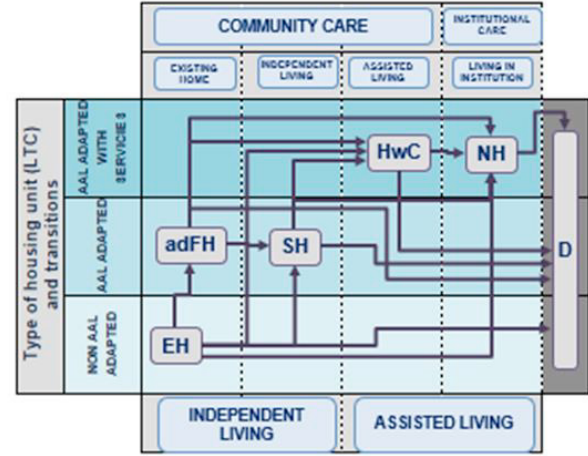 COMMUNITY CARE
INSTITUTIONAL
CARE
EXISTING
HOME
INDEPENDENT
LIVING
ASSISTED
LIVING
LIVING IN
INSTITUTION
Type of housing unit (LTC)
and transitions
AAL ADAPTED
WITH
SERVICIES
HwC
NH
AAL ADAPTED
adFH
SH
D
NON AAL
ADAPTED
EH
INDEPENDENT
LIVING
ASSISTED LIVING